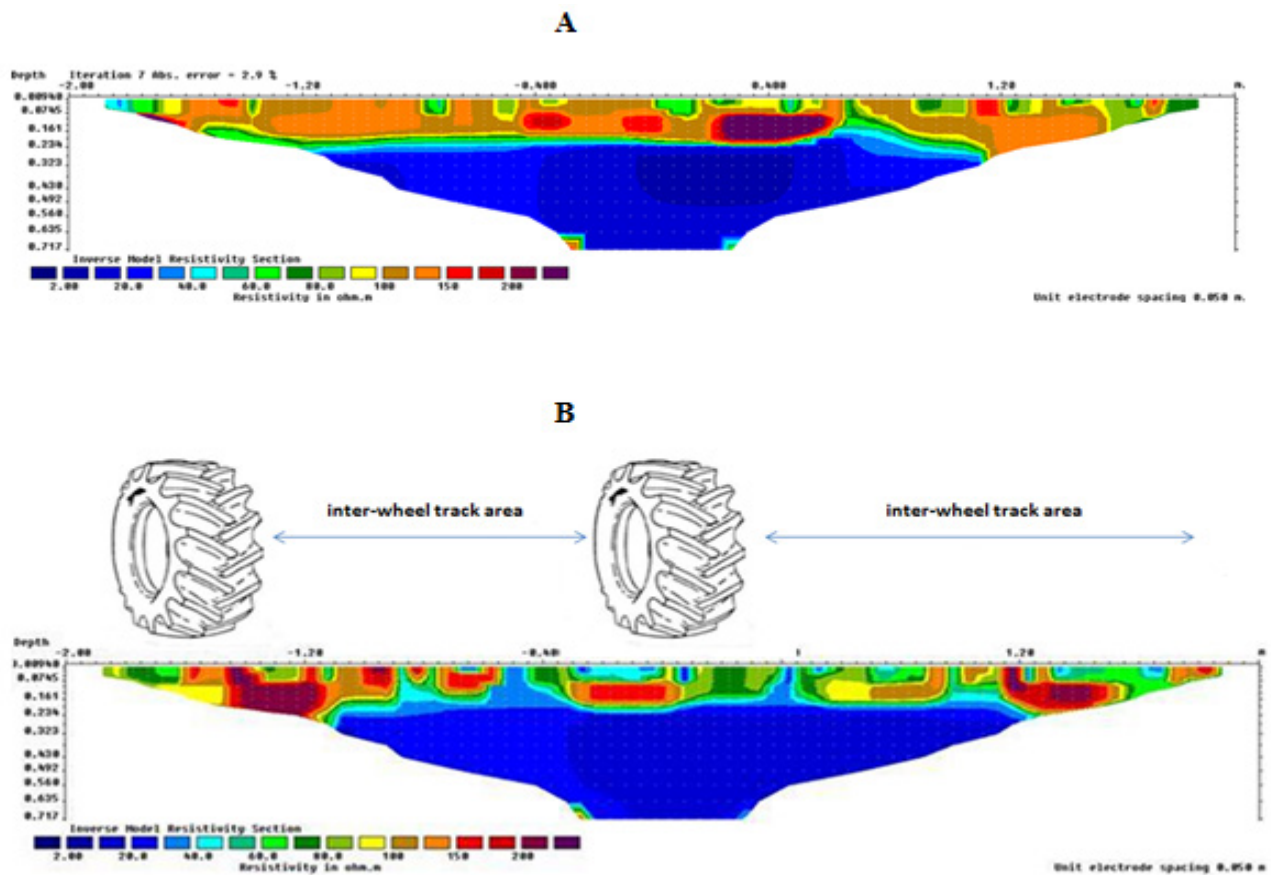 A
Depth Iteration 7 Abs. error = 2.9 %
-2.00 -1.20 -0.400 0.400 1.20 m.
0.00940
0.0745
0.161
0.234
0.323
0.430
0.492
0.560
0.635
0.717
Inverse Model Resistivity Section
2.00 20.0 40.0 60.0 80.0 100 150 200
Resistivity in ohm.m
Unit electrode spacing 0.050 m.
B
inter-wheel track area
inter-wheel track area
Depth
-2.00 -1.20 -0.40 1 1.20 m
0.0745
0.161
0.234
0.323
0.430
0.492
0.560
0.635
0.717
Inverse Model Resistivity Section
2.00 20.0 40.0 60.0 80.0 100 150 200
Resistivity in ohm.m
Unit electrode spacing 0.050 m